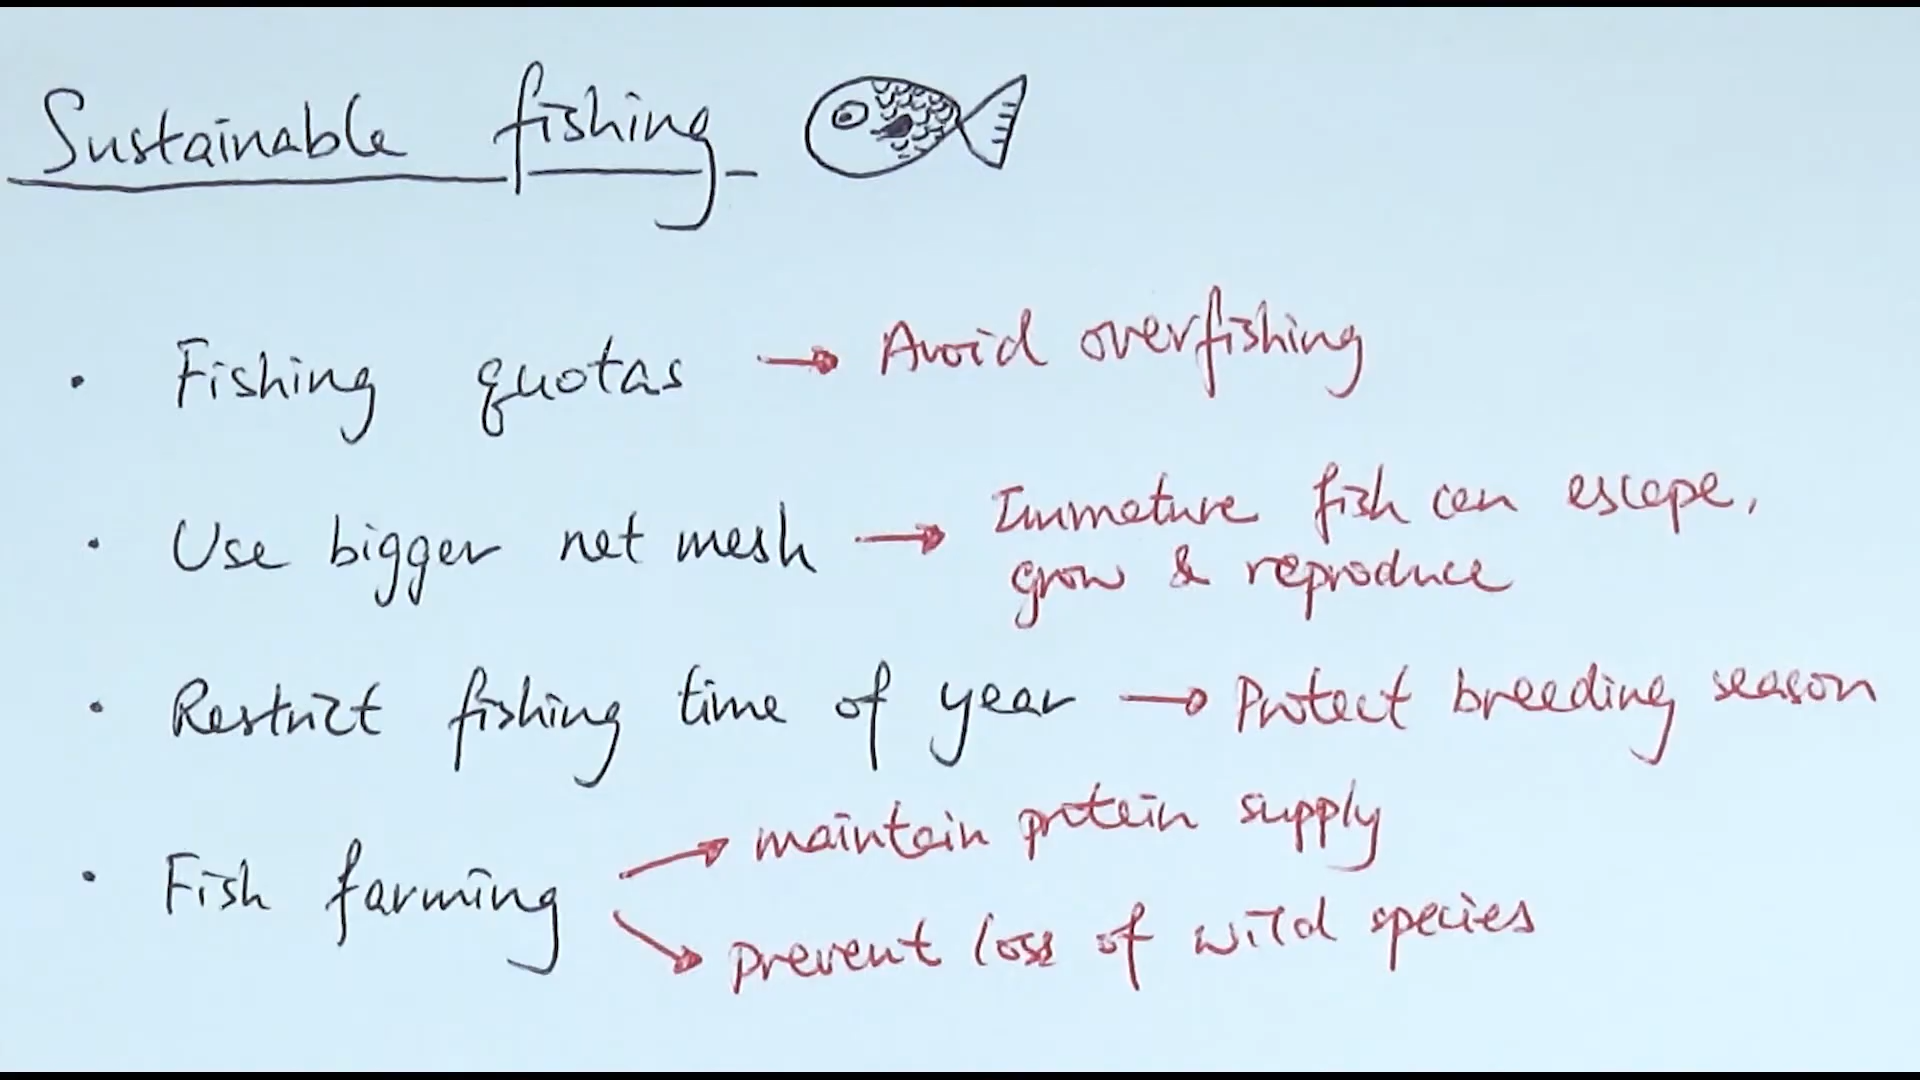 Sustainable fishing
· Fishing quotas → Avoid overfishing
· Use bigger net mesh → Immature fish can escape,
grow & reproduce
· Restrict fishing time of year → Protect breeding season
→ maintain protein supply
· Fish farming
→ prevent loss of wild species